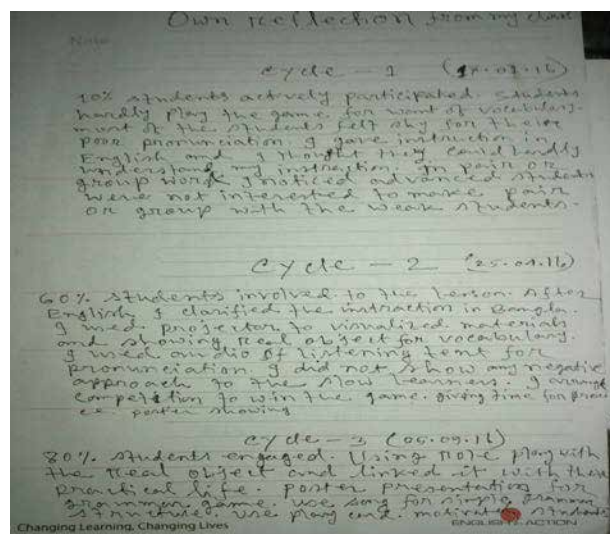 Own reflection from my class
Note
cycle - 1
10% students actively participated. Students
hardly play the game for want of vocabulary.
most of the students felt shy for their
poor pronunciation. I gave instruction in
English and I thought they could hardly
understand my instruction. In pair or
group work I noticed advanced students
were not interested to make pair
or group with the weak students.
cycle - 2
60% students involved to the lesson. After
English I clarified the instraction in Bangla.
I used projector to visualized materials
and showing real object for vocabulary.
I used audio of listening text for
pronunciation. I did not show any negative
approach to the slow learners. I arrange
competition to win the game. giving time for
poster showing
cycle - 3 (05.09.16)
80% students engaged. Using role play with
the real object and linked it with their
practical life. poster presentation for
grammar game. use song for simple grammar
structure. use play card. motivate students
Changing Learning, Changing Lives
ENGLISH IN ACTION